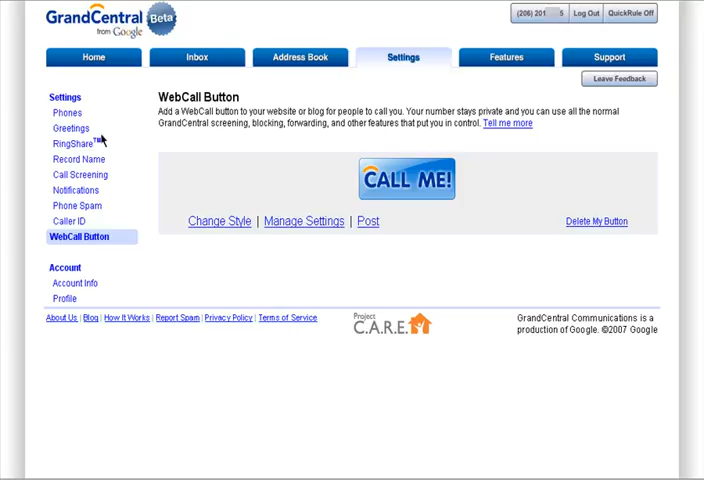 GrandCentral Beta
from Google
(206) 201 5 Log Out QuickRule Off
Home Inbox Address Book Settings Features Support
Leave Feedback
Settings
Phones
Greetings
RingShare™
Record Name
Call Screening
Notifications
Phone Spam
Caller ID
WebCall Button
Account
Account Info
Profile
WebCall Button
Add a WebCall button to your website or blog for people to call you. Your number stays private and you can use all the normal
GrandCentral screening, blocking, forwarding, and other features that put you in control. Tell me more
CALL ME!
Change Style | Manage Settings | Post
Delete My Button
About Us | Blog | How It Works | Report Spam | Privacy Policy | Terms of Service
Project
C.A.R.E.
GrandCentral Communications is a
production of Google. ©2007 Google